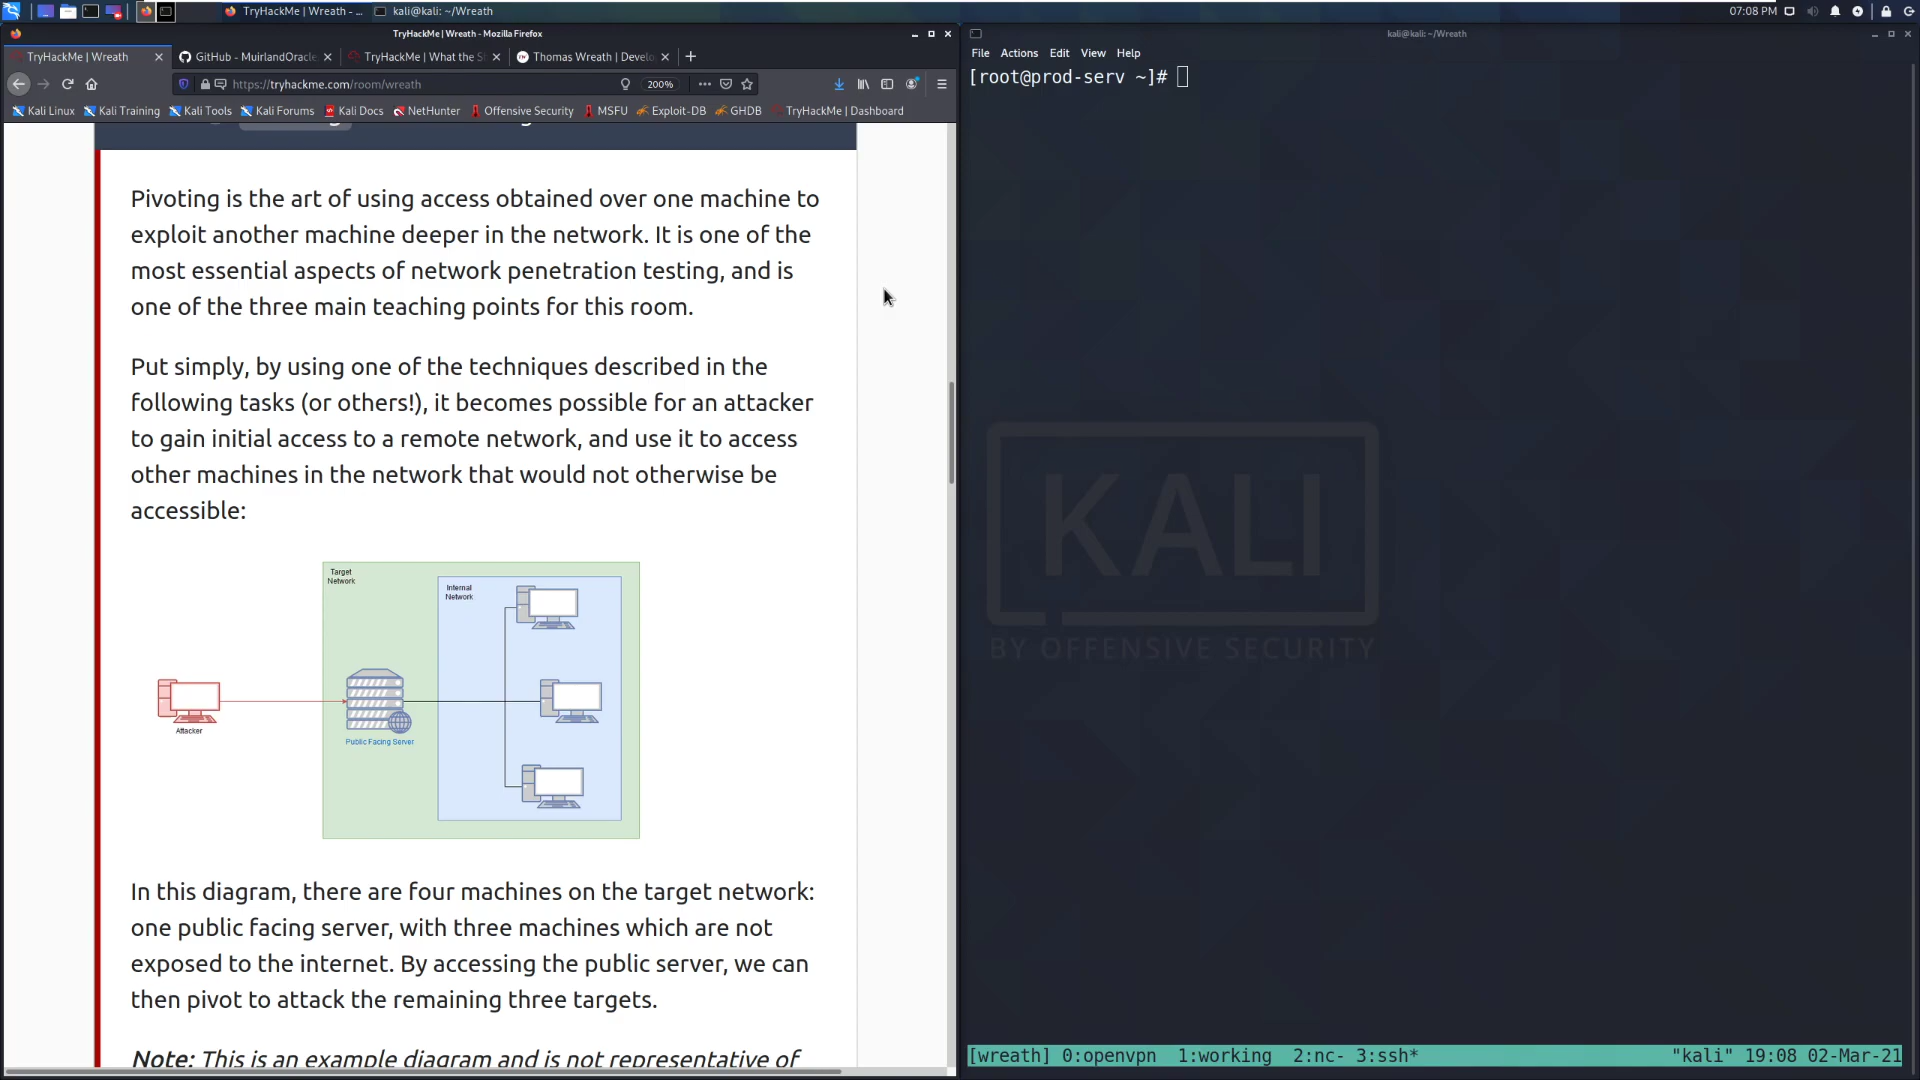 TryHackMe | Wreath - ...
kali@kali: ~/Wreath
07:08 PM
TryHackMe | Wreath - Mozilla Firefox
TryHackMe | Wreath
GitHub - MuirlandOracle
TryHackMe | What the S
Thomas Wreath | Develo
https://tryhackme.com/room/wreath
200%
Kali Linux
Kali Training
Kali Tools
Kali Forums
Kali Docs
NetHunter
Offensive Security
MSFU
Exploit-DB
GHDB
TryHackMe | Dashboard
Pivoting is the art of using access obtained over one machine to
exploit another machine deeper in the network. It is one of the
most essential aspects of network penetration testing, and is
one of the three main teaching points for this room.
Put simply, by using one of the techniques described in the
following tasks (or others!), it becomes possible for an attacker
to gain initial access to a remote network, and use it to access
other machines in the network that would not otherwise be
accessible:
Target
Network
Internal
Network
Attacker
Public Facing Server
In this diagram, there are four machines on the target network:
one public facing server, with three machines which are not
exposed to the internet. By accessing the public server, we can
then pivot to attack the remaining three targets.
Note: This is an example diagram and is not representative of
kali@kali: ~/Wreath
File Actions Edit View Help
[root@prod-serv ~]#
KALI
BY OFFENSIVE SECURITY
[wreath] 0:openvpn 1:working 2:nc- 3:ssh* "kali" 19:08 02-Mar-21